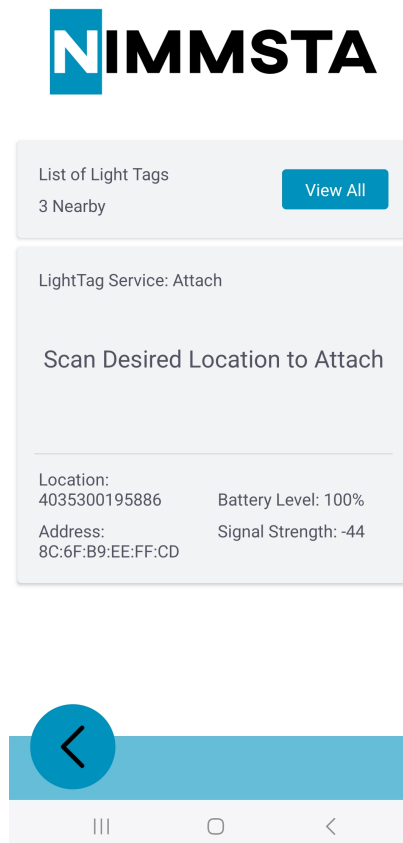 NIMMSTA
List of Light Tags
3 Nearby
View All
LightTag Service: Attach
Scan Desired Location to Attach
Location:
4035300195886
Battery Level: 100%
Address:
8C:6F:B9:EE:FF:CD
Signal Strength: -44